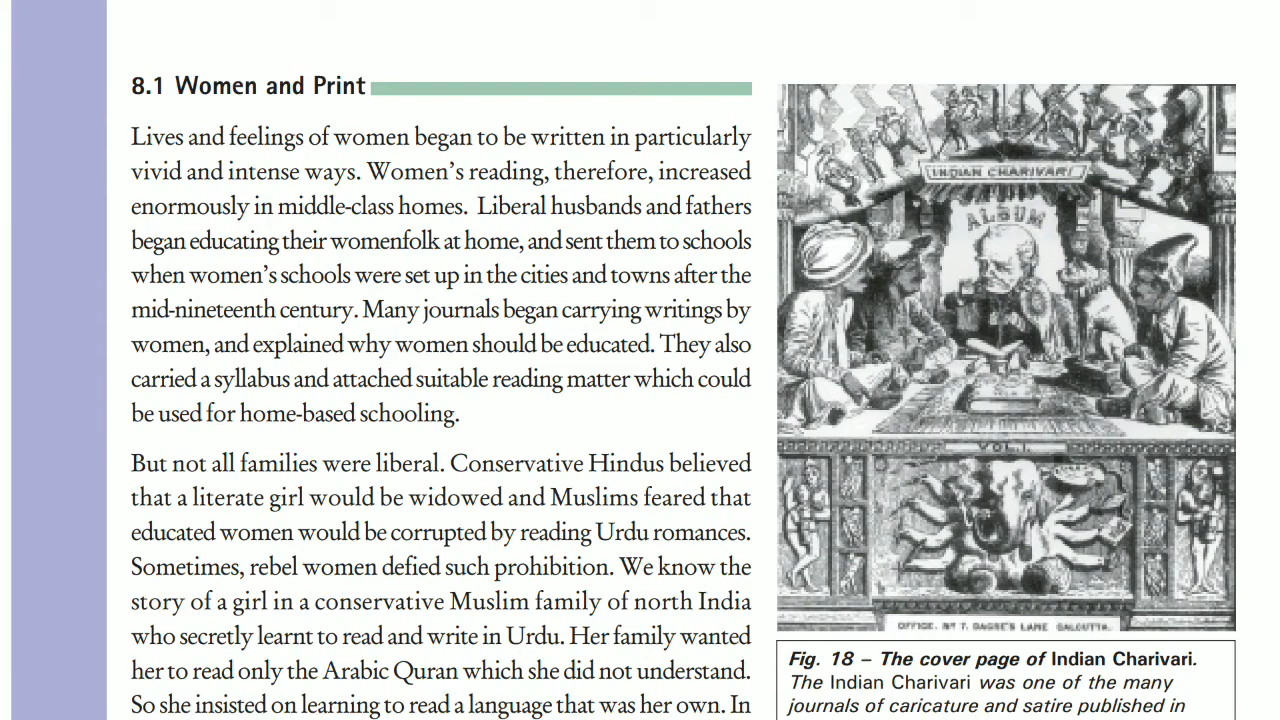 8.1 Women and Print
Lives and feelings of women began to be written in particularly
vivid and intense ways. Women's reading, therefore, increased
enormously in middle-class homes. Liberal husbands and fathers
began educating their womenfolk at home, and sent them to schools
when women's schools were set up in the cities and towns after the
mid-nineteenth century. Many journals began carrying writings by
women, and explained why women should be educated. They also
carried a syllabus and attached suitable reading matter which could
be used for home-based schooling.
But not all families were liberal. Conservative Hindus believed
that a literate girl would be widowed and Muslims feared that
educated women would be corrupted by reading Urdu romances.
Sometimes, rebel women defied such prohibition. We know the
story of a girl in a conservative Muslim family of north India
who secretly learnt to read and write in Urdu. Her family wanted
her to read only the Arabic Quran which she did not understand.
So she insisted on learning to read a language that was her own. In
INDIAN CHARIVARI
ALBUM
VOL. I.
OFFICE. Nº 7. DACRE'S LANE CALCUTTA.
Fig. 18 – The cover page of Indian Charivari.
The Indian Charivari was one of the many
journals of caricature and satire published in